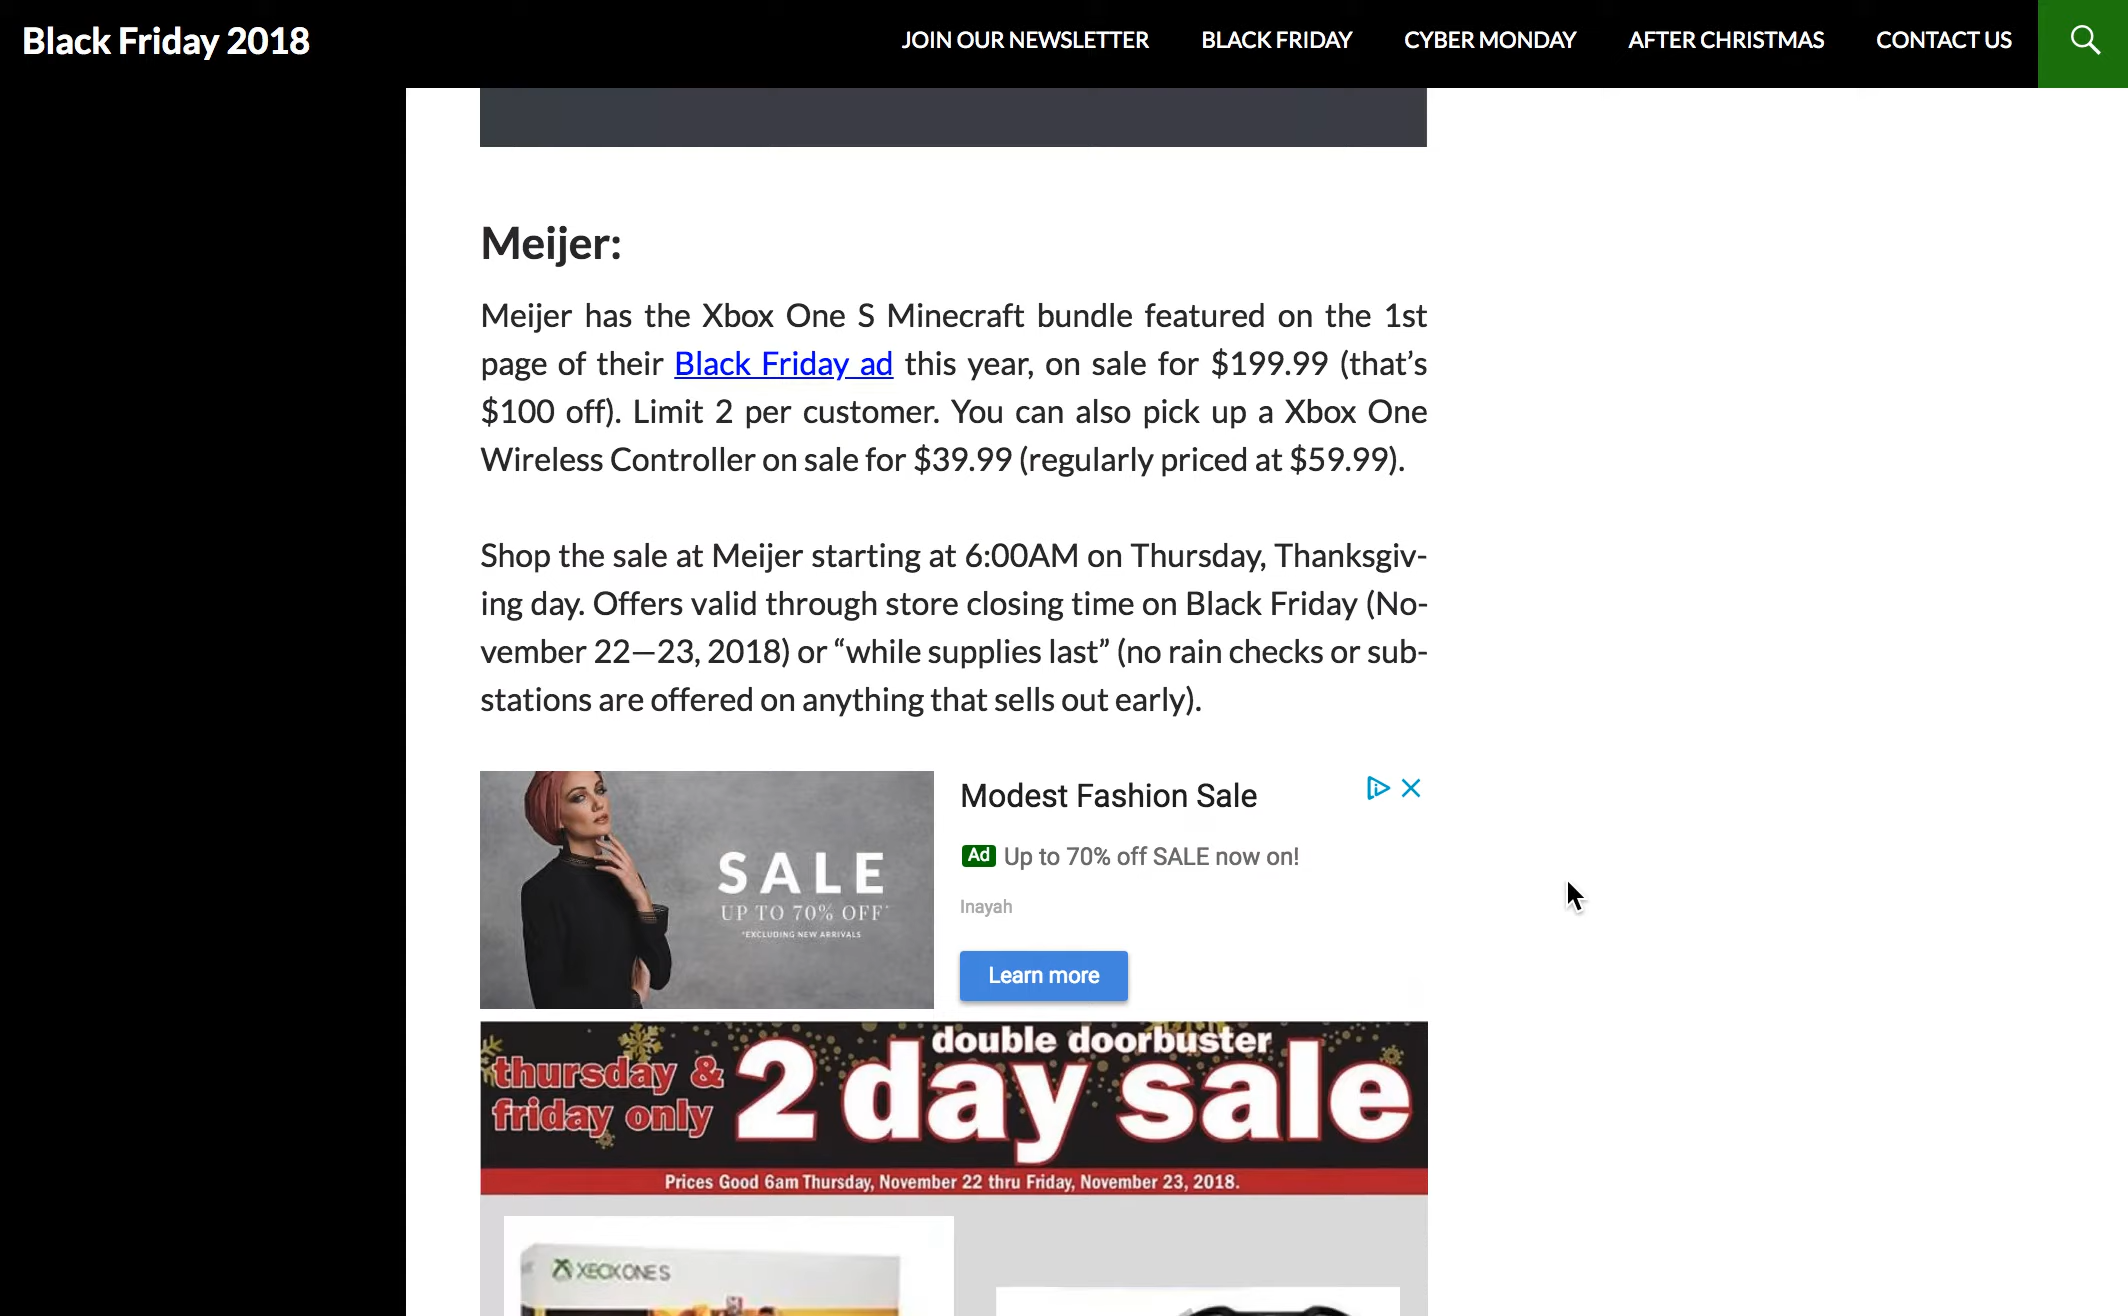 Black Friday 2018
JOIN OUR NEWSLETTER BLACK FRIDAY CYBER MONDAY AFTER CHRISTMAS CONTACT US
Meijer:
Meijer has the Xbox One S Minecraft bundle featured on the 1st
page of their Black Friday ad this year, on sale for $199.99 (that’s
$100 off). Limit 2 per customer. You can also pick up a Xbox One
Wireless Controller on sale for $39.99 (regularly priced at $59.99).
Shop the sale at Meijer starting at 6:00AM on Thursday, Thanksgiv-
ing day. Offers valid through store closing time on Black Friday (No-
vember 22—23, 2018) or “while supplies last” (no rain checks or sub-
stations are offered on anything that sells out early).
SALE
UP TO 70% OFF*
*EXCLUDING NEW ARRIVALS
Modest Fashion Sale
Ad Up to 70% off SALE now on!
Inayah
Learn more
thursday &
friday only
double doorbuster
2 day sale
Prices Good 6am Thursday, November 22 thru Friday, November 23, 2018.
XBOX ONE S